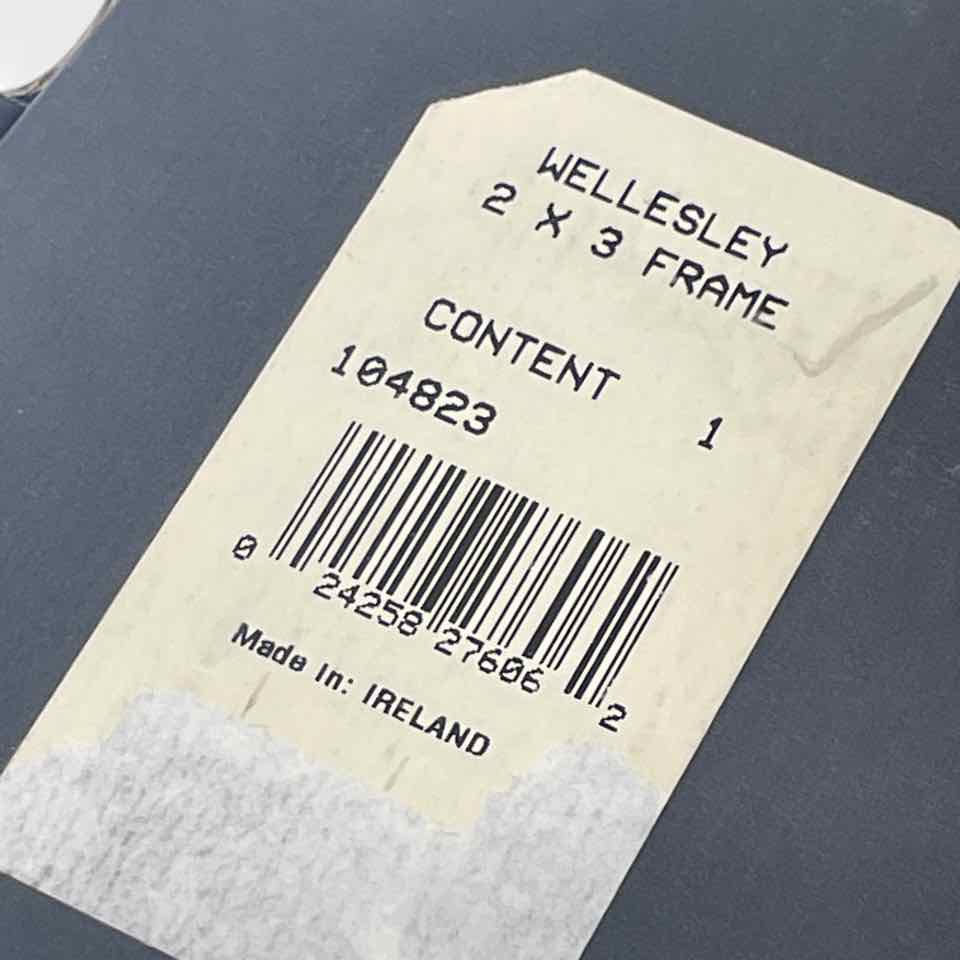 WELLESLEY
2 X 3 FRAME
CONTENT 1
104823
0 24258 27606 2
Made in: IRELAND